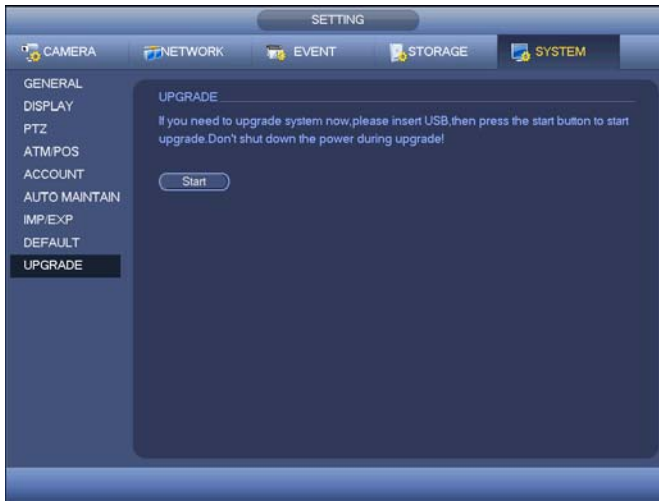 SETTING
CAMERA NETWORK EVENT STORAGE SYSTEM
GENERAL
DISPLAY
PTZ
ATM/POS
ACCOUNT
AUTO MAINTAIN
IMP/EXP
DEFAULT
UPGRADE
UPGRADE
If you need to upgrade system now,please insert USB,then press the start button to start
upgrade.Don't shut down the power during upgrade!
Start